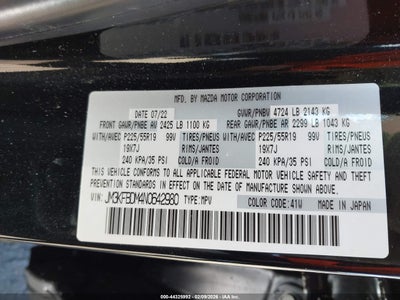 MFD. BY MAZDA MOTOR CORPORATION
DATE 07/22 GVWR/PNBV 4724 LB 2143 KG
FRONT GAWR/PNBE AV 2425 LB 1100 KG REAR GAWR/PNBE AR 2299 LB 1043 KG
WITH/AVEC P225/55R19 99V TIRES/PNEUS WITH/AVEC P225/55R19 99V TIRES/PNEUS
19X7J RIMS/JANTES 19X7J RIMS/JANTES
240 KPA/35 PSI COLD/A FROID 240 KPA/35 PSI COLD/A FROID
THIS VEHICLE CONFORMS TO ALL APPLICABLE FEDERAL MOTOR VEHICLE SAFETY, BUMPER, AND THEFT
PREVENTION STANDARDS IN EFFECT ON THE DATE OF MANUFACTURE SHOWN ABOVE.
JM3KFBDM4N0642980 TYPE: MPV COLOR CODE: 41W
MADE IN JAPAN
Own: 44329992 - 02/09/2026 - IAA Inc.